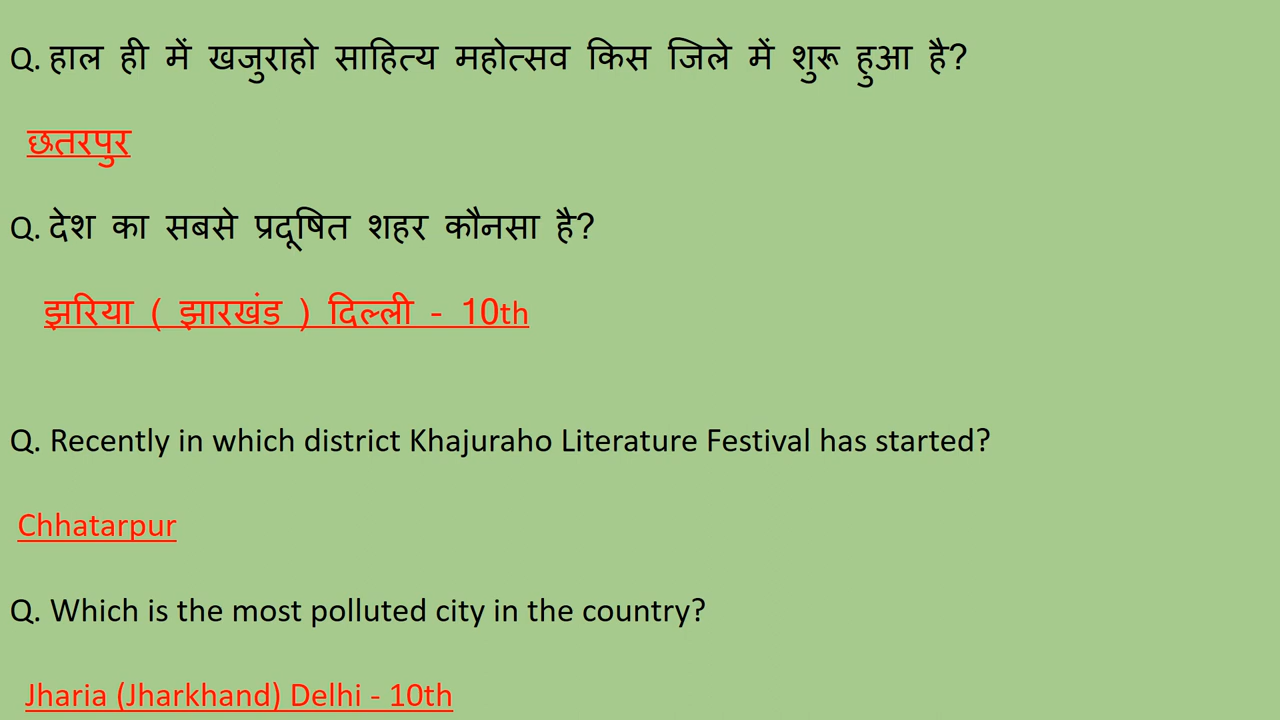 Q. हाल ही में खजुराहो साहित्य महोत्सव किस जिले में शुरू हुआ है?
छतरपुर
Q. देश का सबसे प्रदूषित शहर कौनसा है?
झरिया ( झारखंड ) दिल्ली - 10th
Q. Recently in which district Khajuraho Literature Festival has started?
Chhatarpur
Q. Which is the most polluted city in the country?
Jharia (Jharkhand) Delhi - 10th